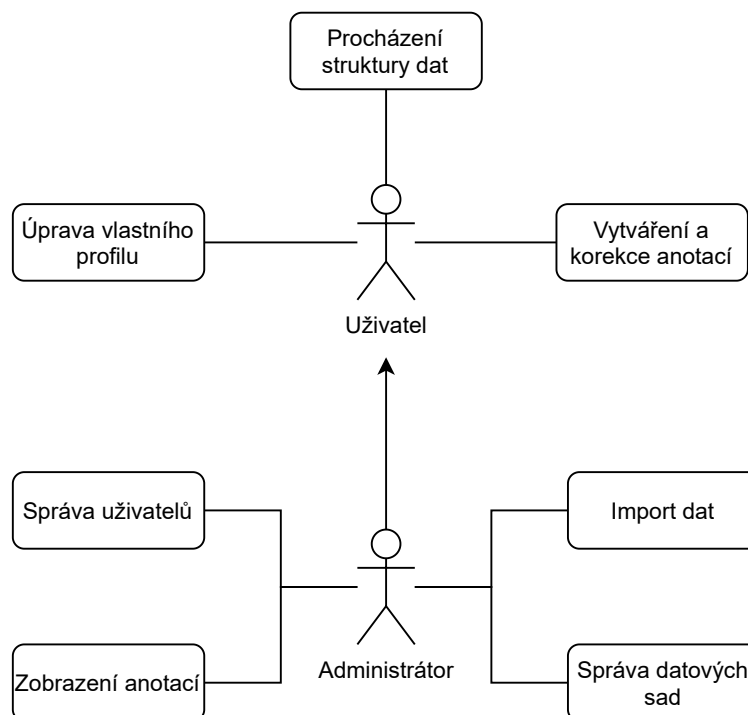 Procházení
struktury dat
Úprava vlastního
profilu
Vytváření a
korekce anotací
Uživatel
Správa uživatelů
Import dat
Administrátor
Zobrazení anotací
Správa datových
sad